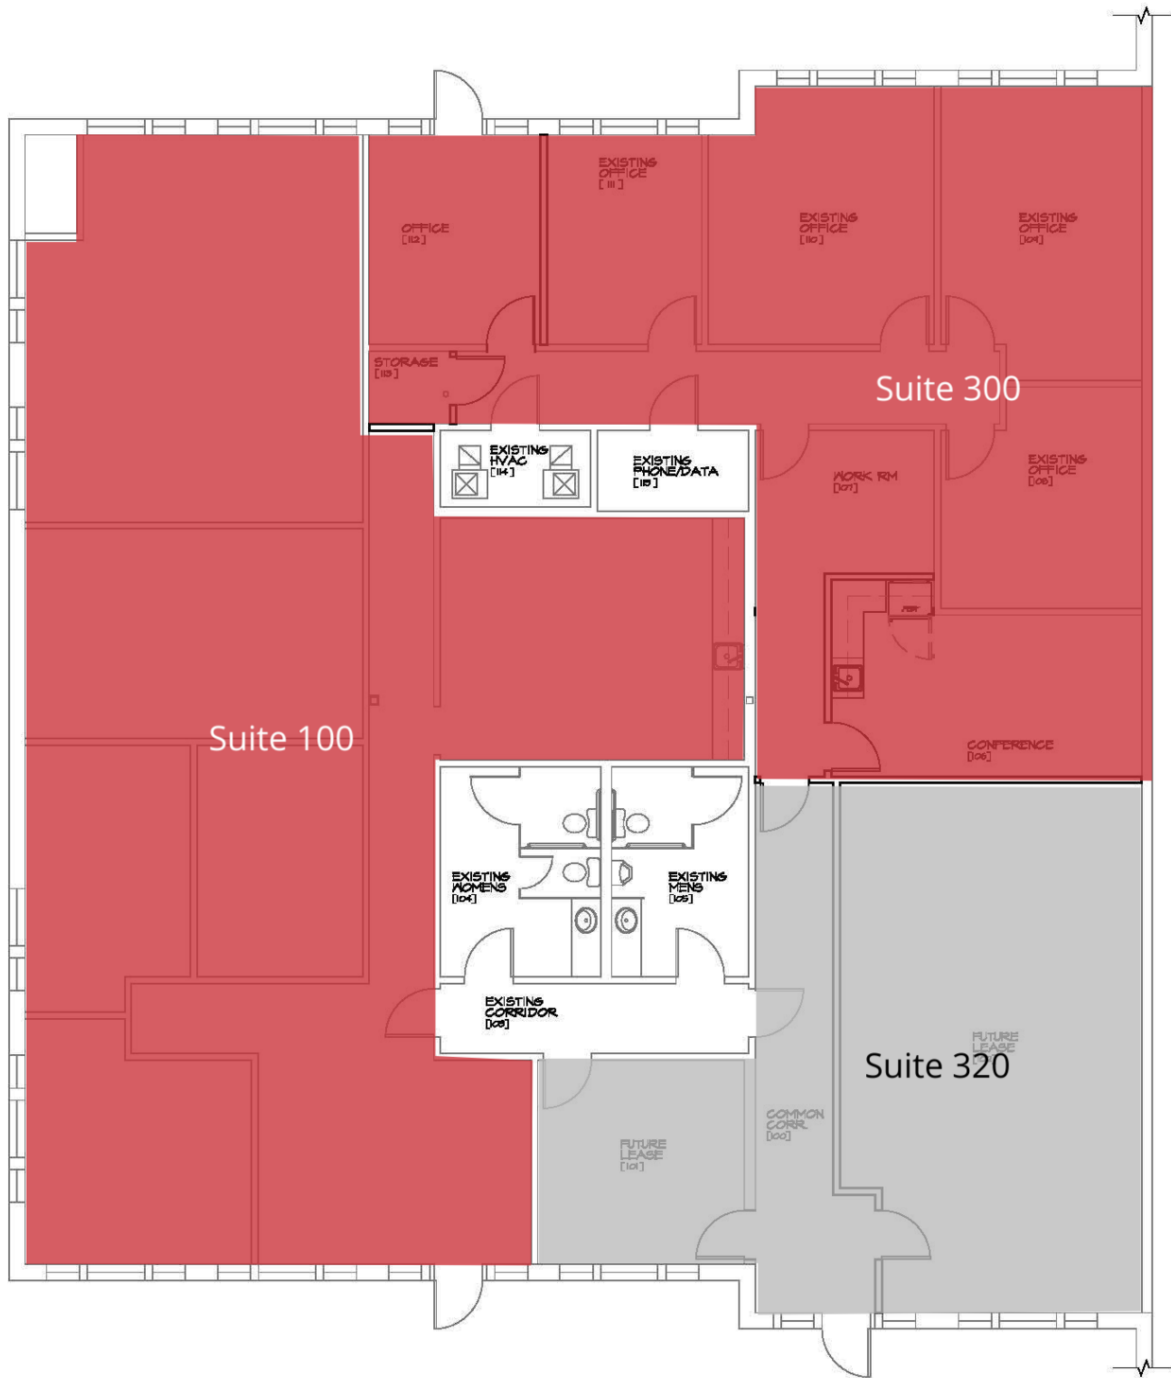 EXISTING
OFFICE
[111]
OFFICE
[112]
EXISTING
OFFICE
[110]
EXISTING
OFFICE
[109]
STORAGE
[113]
Suite 300
EXISTING
HVAC
[114]
EXISTING
PHONE/DATA
[115]
WORK RM
[107]
EXISTING
OFFICE
[108]
REF
Suite 100
CONFERENCE
[106]
EXISTING
WOMENS
[104]
EXISTING
MENS
[105]
EXISTING
CORRIDOR
[103]
FUTURE
LEASE
Suite 320
COMMON
CORR.
[100]
FUTURE
LEASE
[101]